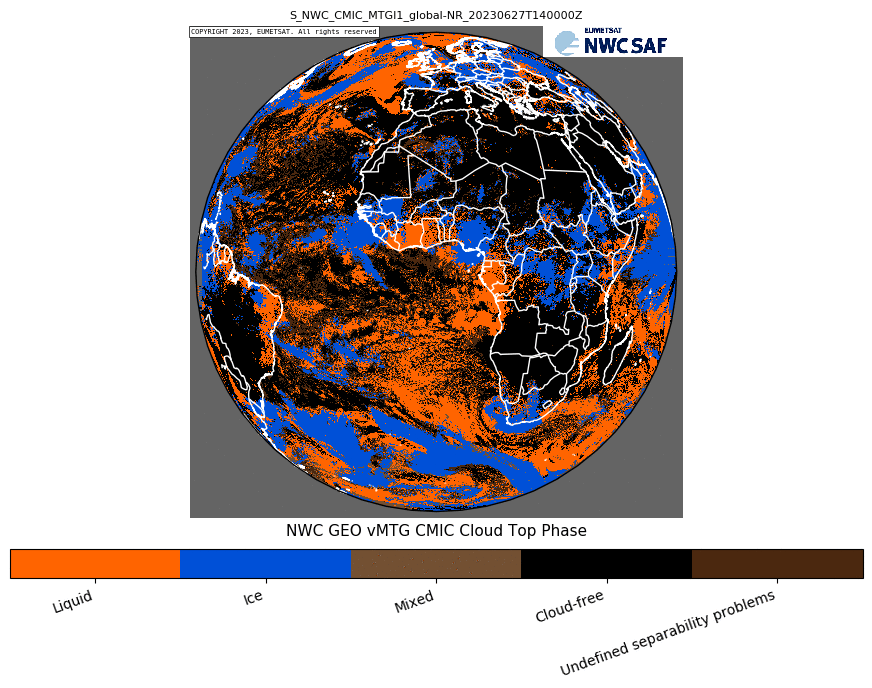 S_NWC_CMIC_MTGI1_global-NR_20230627T140000Z
COPYRIGHT 2023, EUMETSAT. All rights reserved
EUMETSAT
NWC SAF
NWC GEO vMTG CMIC Cloud Top Phase
Liquid
Ice
Mixed
Cloud-free
Undefined separability problems